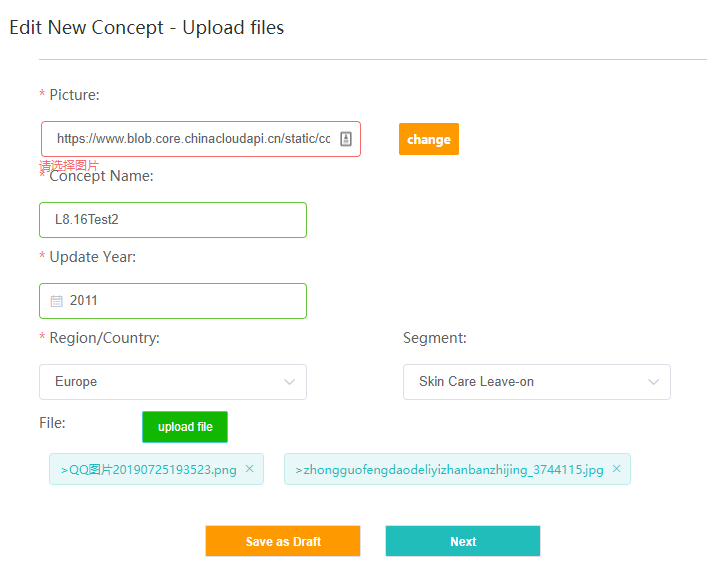 Edit New Concept - Upload files
* Picture:
https://www.blob.core.chinacloudapi.cn/static/cc
change
请选择图片
* Concept Name:
L8.16Test2
* Update Year:
2011
* Region/Country:
Segment:
Europe
Skin Care Leave-on
File:
upload file
>QQ图片20190725193523.png ×
>zhongguofengdaodeliyizhanbanzhijing_3744115.jpg ×
Save as Draft
Next